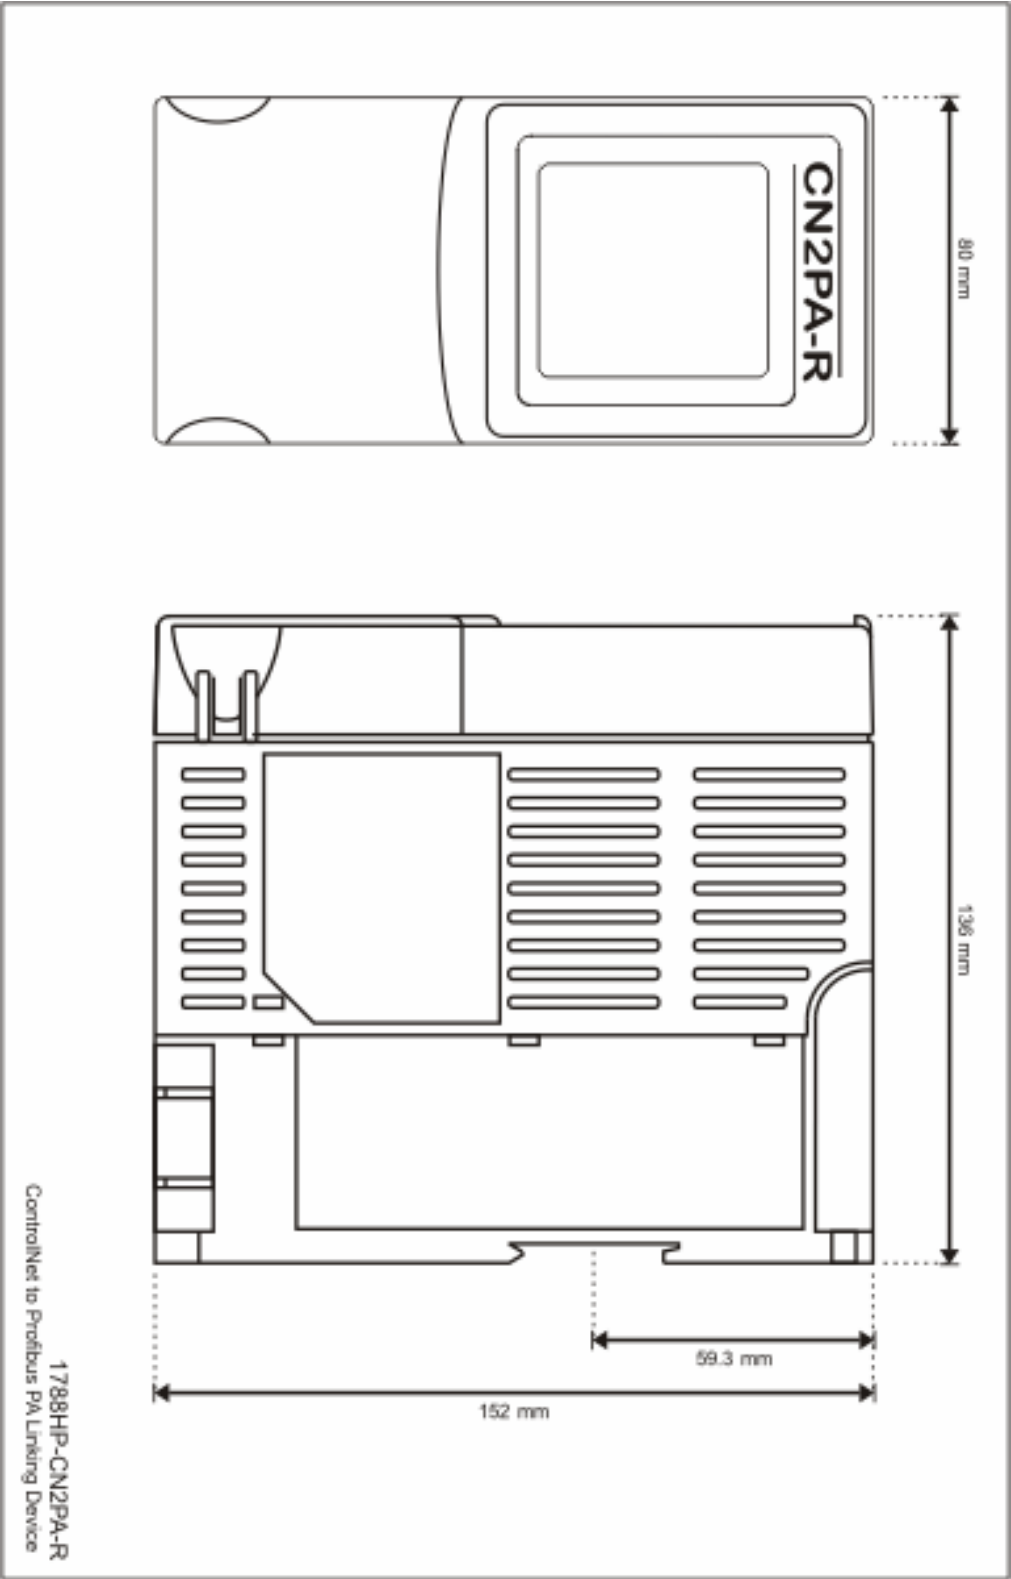 CN2PA-R
80 mm
136 mm
59.3 mm
152 mm
1788HP-CN2PA-R
ControlNet to Profibus PA Linking Device